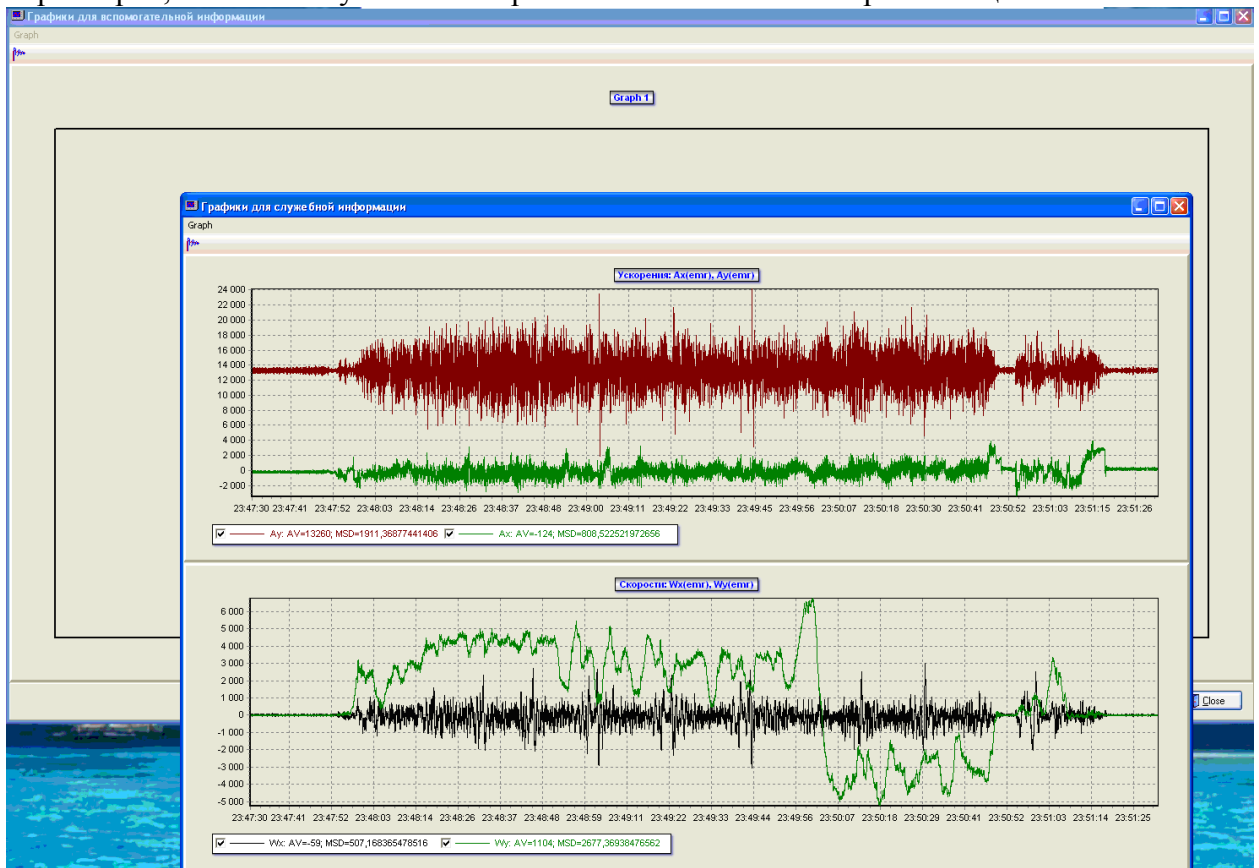 Графики для вспомогательной информации
Graph
Graph 1
Графики для служебной информации
Graph
Ускорения: Ax(emr), Ay(emr)
24 000
22 000
20 000
18 000
16 000
14 000
12 000
10 000
8 000
6 000
4 000
2 000
0
-2 000
23:47:30 23:47:41 23:47:52 23:48:03 23:48:14 23:48:26 23:48:37 23:48:48 23:49:00 23:49:11 23:49:22 23:49:33 23:49:45 23:49:56 23:50:07 23:50:18 23:50:30 23:50:41 23:50:52 23:51:03 23:51:15 23:51:26
Ay: AV=13260; MSD=1911,36877441406 Ax: AV=-124; MSD=808,522521972656
Скорости: Wx(emr), Wy(emr)
6 000
5 000
4 000
3 000
2 000
1 000
0
-1 000
-2 000
-3 000
-4 000
-5 000
Close
23:47:30 23:47:41 23:47:52 23:48:03 23:48:14 23:48:26 23:48:37 23:48:48 23:48:59 23:49:11 23:49:22 23:49:33 23:49:44 23:49:56 23:50:07 23:50:18 23:50:29 23:50:41 23:50:52 23:51:03 23:51:14 23:51:25
Wx: AV=-59; MSD=507,168365478516 Wy: AV=1104; MSD=2677,36938476562